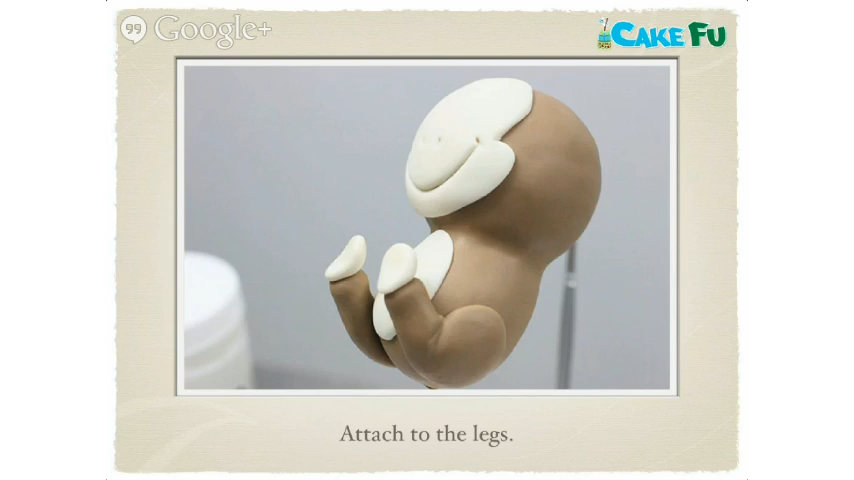 Google+
CAKE FU
Attach to the legs.